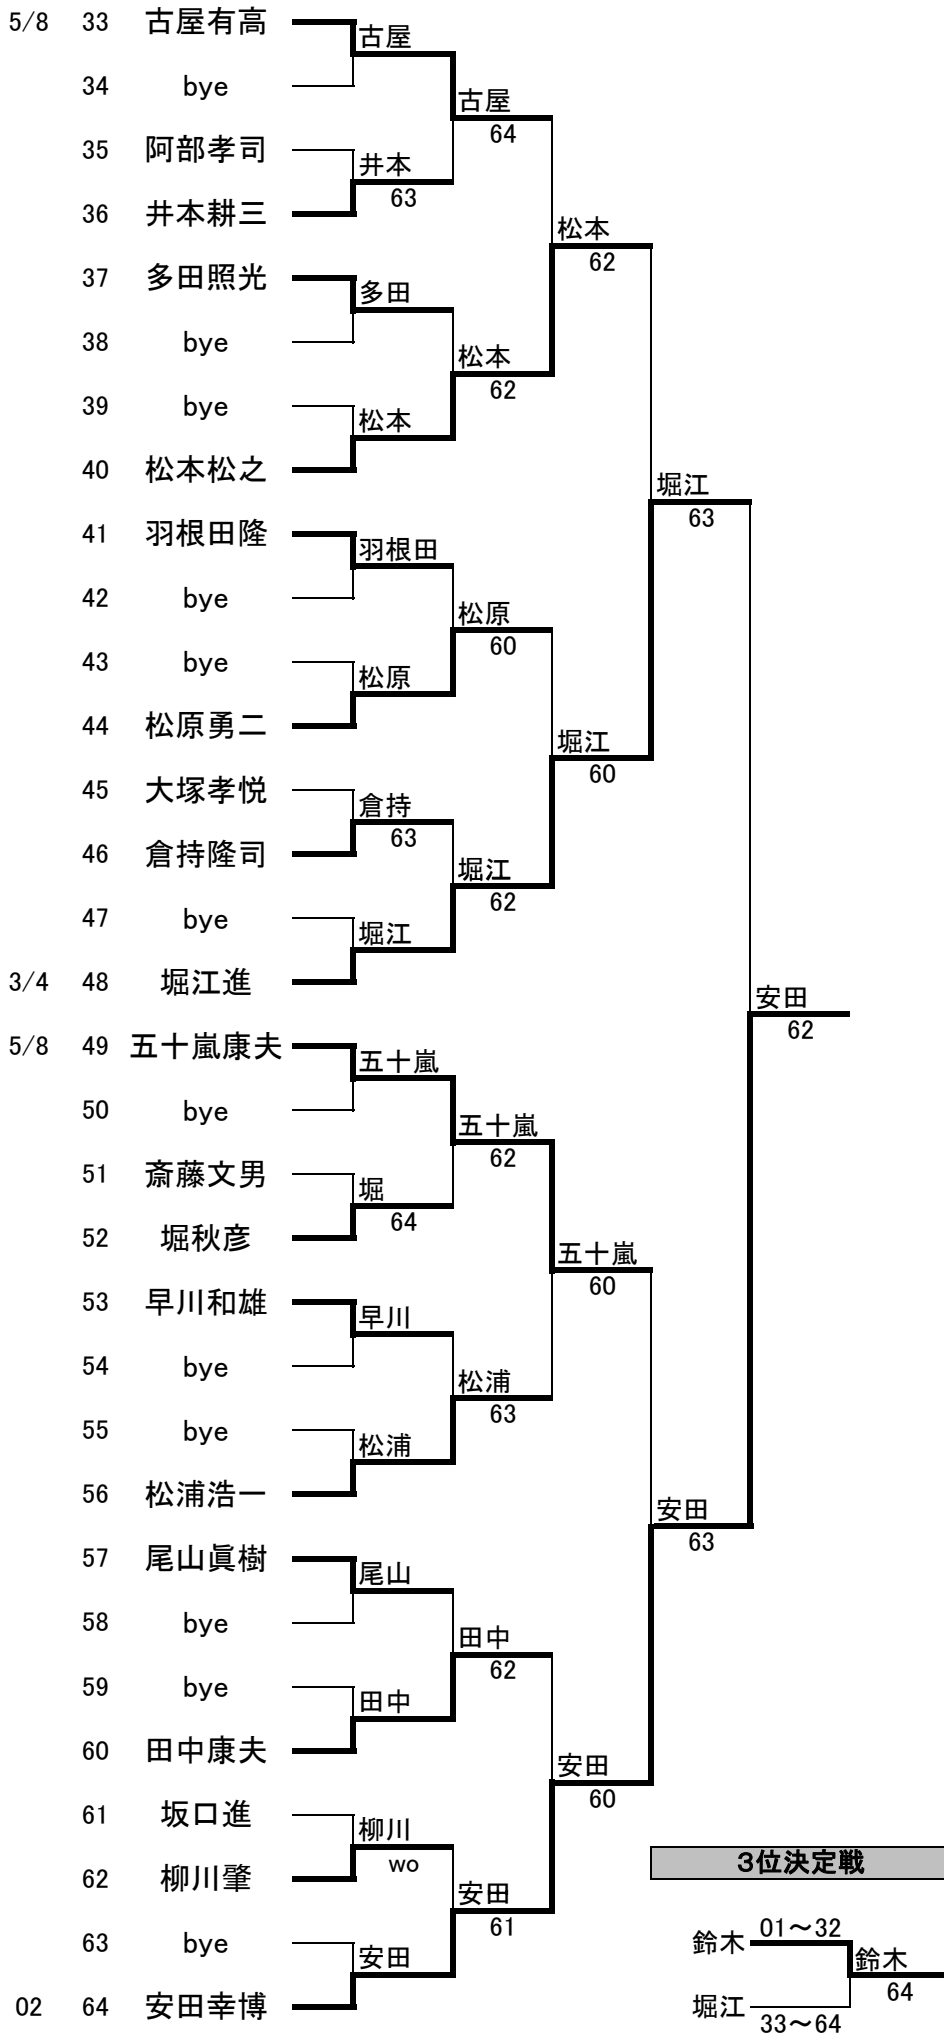 5/8 33 古屋有高
古屋
34 bye
古屋
64
35 阿部孝司
井本
63
36 井本耕三
松本
62
37 多田照光
多田
38 bye
松本
62
39 bye
松本
40 松本松之
堀江
63
41 羽根田隆
羽根田
42 bye
松原
60
43 bye
松原
44 松原勇二
堀江
60
45 大塚孝悦
倉持
63
46 倉持隆司
堀江
62
47 bye
堀江
3/4 48 堀江進
安田
62
5/8 49 五十嵐康夫
五十嵐
50 bye
五十嵐
62
51 斎藤文男
堀
64
52 堀秋彦
五十嵐
60
53 早川和雄
早川
54 bye
松浦
63
55 bye
松浦
56 松浦浩一
安田
63
57 尾山眞樹
尾山
58 bye
田中
62
59 bye
田中
60 田中康夫
安田
60
61 坂口進
柳川
wo
62 柳川肇
安田
61
63 bye
安田
02 64 安田幸博
3位決定戦
鈴木 01～32
鈴木
64
堀江
33～64